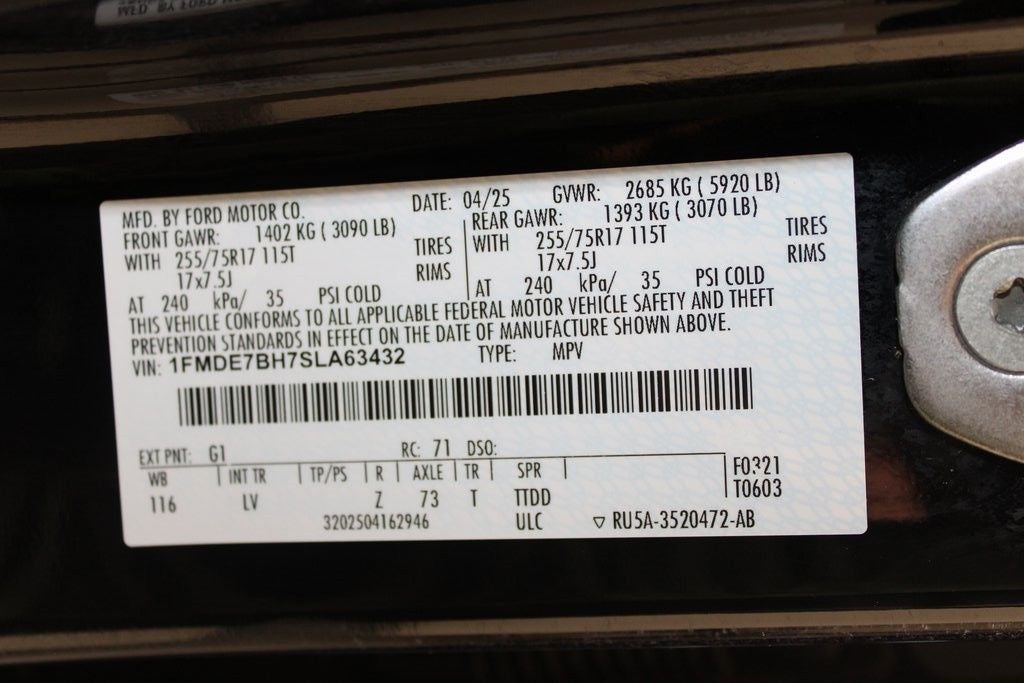 MFD. BY FORD MOTOR CO. DATE: 04/25 GVWR: 2685 KG ( 5920 LB)
FRONT GAWR: 1402 KG ( 3090 LB) REAR GAWR: 1393 KG ( 3070 LB)
WITH 255/75R17 115T TIRES WITH 255/75R17 115T TIRES
17x7.5J RIMS 17x7.5J RIMS
AT 240 kPa/ 35 PSI COLD AT 240 kPa/ 35 PSI COLD
THIS VEHICLE CONFORMS TO ALL APPLICABLE FEDERAL MOTOR VEHICLE SAFETY AND THEFT
PREVENTION STANDARDS IN EFFECT ON THE DATE OF MANUFACTURE SHOWN ABOVE.
VIN: 1FMDE7BH7SLA63432 TYPE: MPV
EXT PNT: G1 RC: 71 DSO:
WB INT TR TP/PS R AXLE TR SPR F0321
116 LV Z 73 T TTDD T0603
3202504162946 ULC ▽ RU5A-3520472-AB